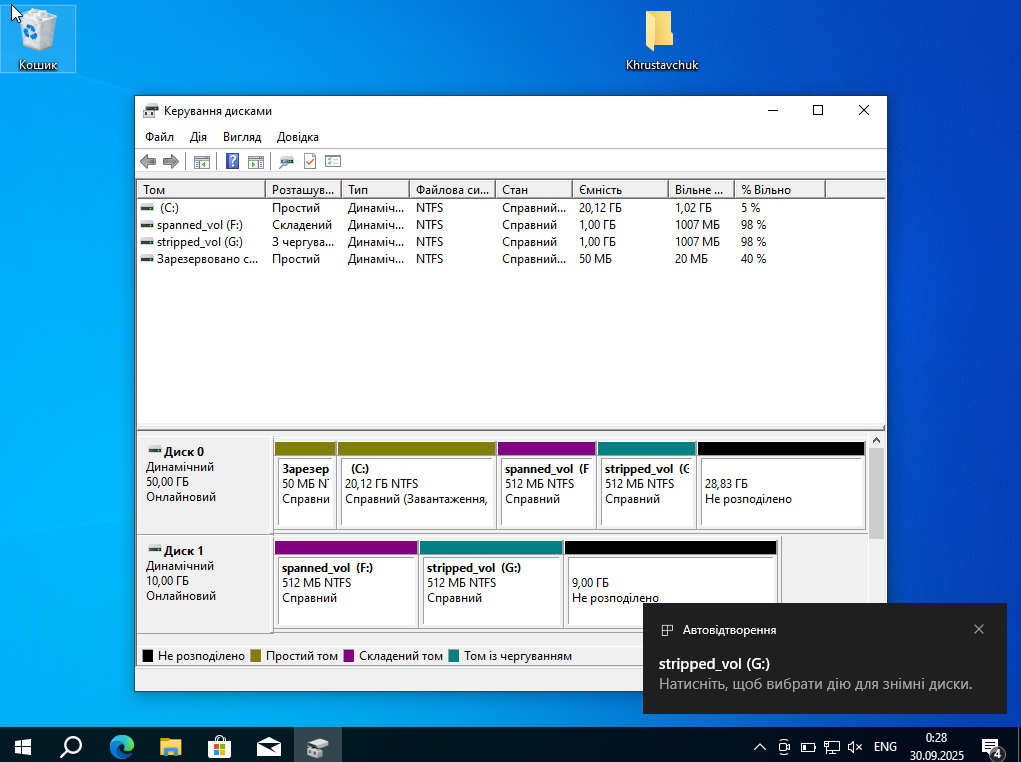 Кошик
Khrustavchuk
Керування дисками
Файл Дія Вигляд Довідка
Том Розташув... Тип Файлова си... Стан Ємність Вільне ... % Вільно
(C:) Простий Динаміч... NTFS Справний... 20,12 ГБ 1,02 ГБ 5 %
spanned_vol (F:) Складений Динаміч... NTFS Справний 1,00 ГБ 1007 МБ 98 %
stripped_vol (G:) З чергува... Динаміч... NTFS Справний 1,00 ГБ 1007 МБ 98 %
Зарезервовано с... Простий Динаміч... NTFS Справний... 50 МБ 20 МБ 40 %
Диск 0
Динамічний
50,00 ГБ
Онлайновий
Зарезер
50 МБ NT
Справни
(C:)
20,12 ГБ NTFS
Справний (Завантаження,
spanned_vol (F
512 МБ NTFS
Справний
stripped_vol (G
512 МБ NTFS
Справний
28,83 ГБ
Не розподілено
Диск 1
Динамічний
10,00 ГБ
Онлайновий
spanned_vol (F:)
512 МБ NTFS
Справний
stripped_vol (G:)
512 МБ NTFS
Справний
9,00 ГБ
Не розподілено
Не розподілено Простий том Складений том Том із чергуванням
Автовідтворення
stripped_vol (G:)
Натисніть, щоб вибрати дію для знімні диски.
ENG
0:28
30.09.2025
4